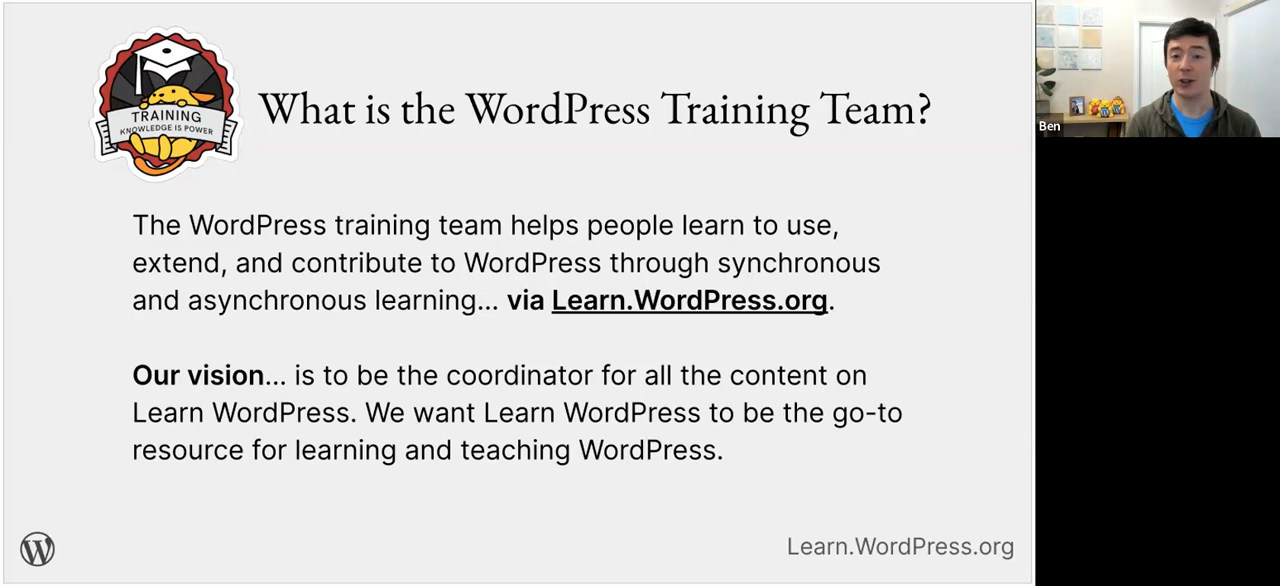 TRAINING
KNOWLEDGE IS POWER
What is the WordPress Training Team?
The WordPress training team helps people learn to use,
extend, and contribute to WordPress through synchronous
and asynchronous learning... via Learn.WordPress.org.
Our vision... is to be the coordinator for all the content on
Learn WordPress. We want Learn WordPress to be the go-to
resource for learning and teaching WordPress.
Learn.WordPress.org
Ben